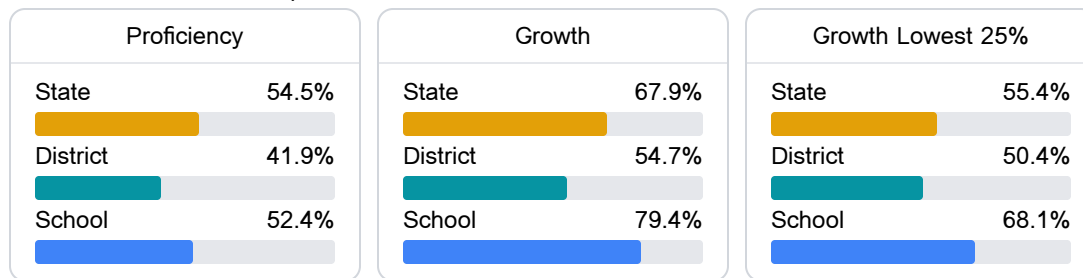 Proficiency
State 54.5%
District 41.9%
School 52.4%
Growth
State 67.9%
District 54.7%
School 79.4%
Growth Lowest 25%
State 55.4%
District 50.4%
School 68.1%